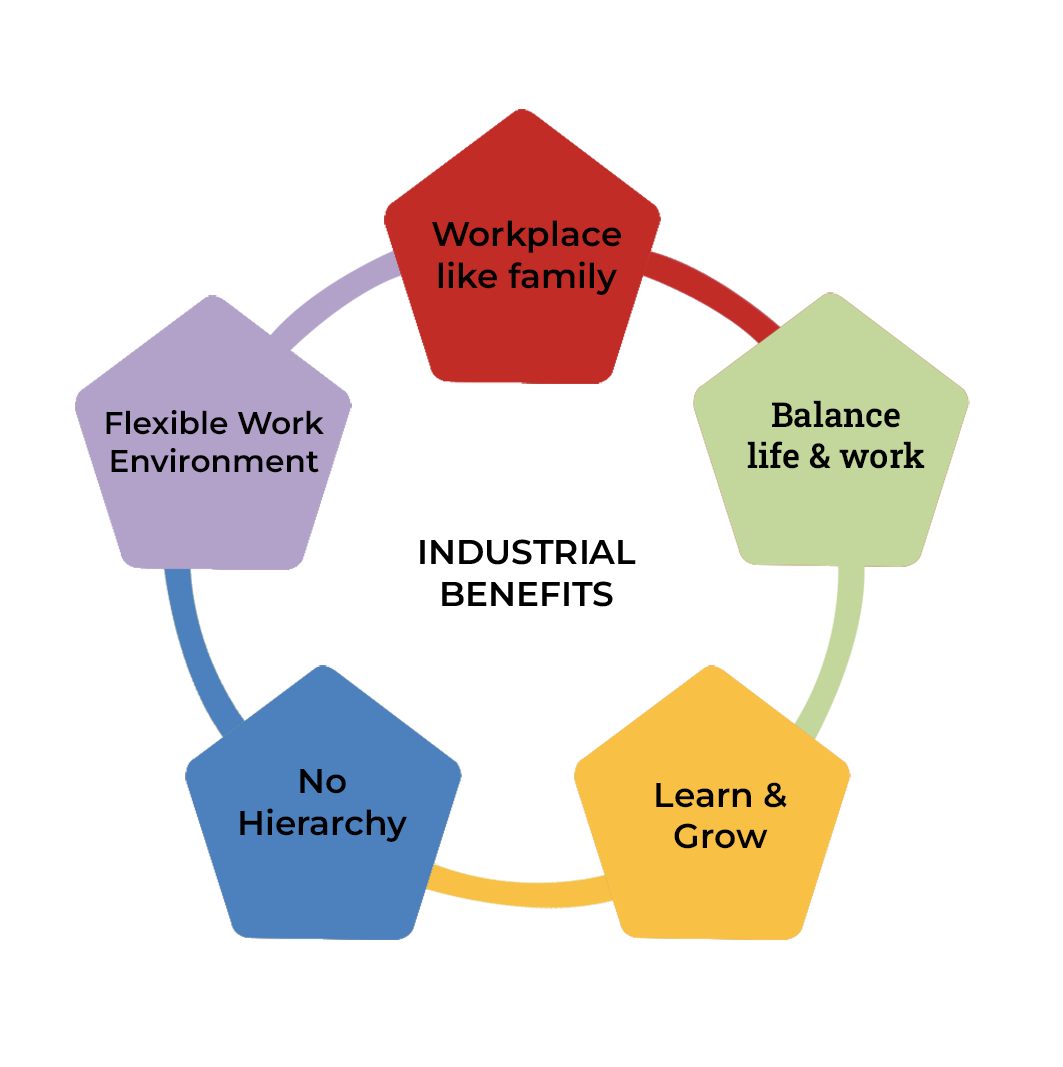 Workplace
like family
Balance
life & work
Learn &
Grow
No
Hierarchy
Flexible Work
Environment
INDUSTRIAL
BENEFITS